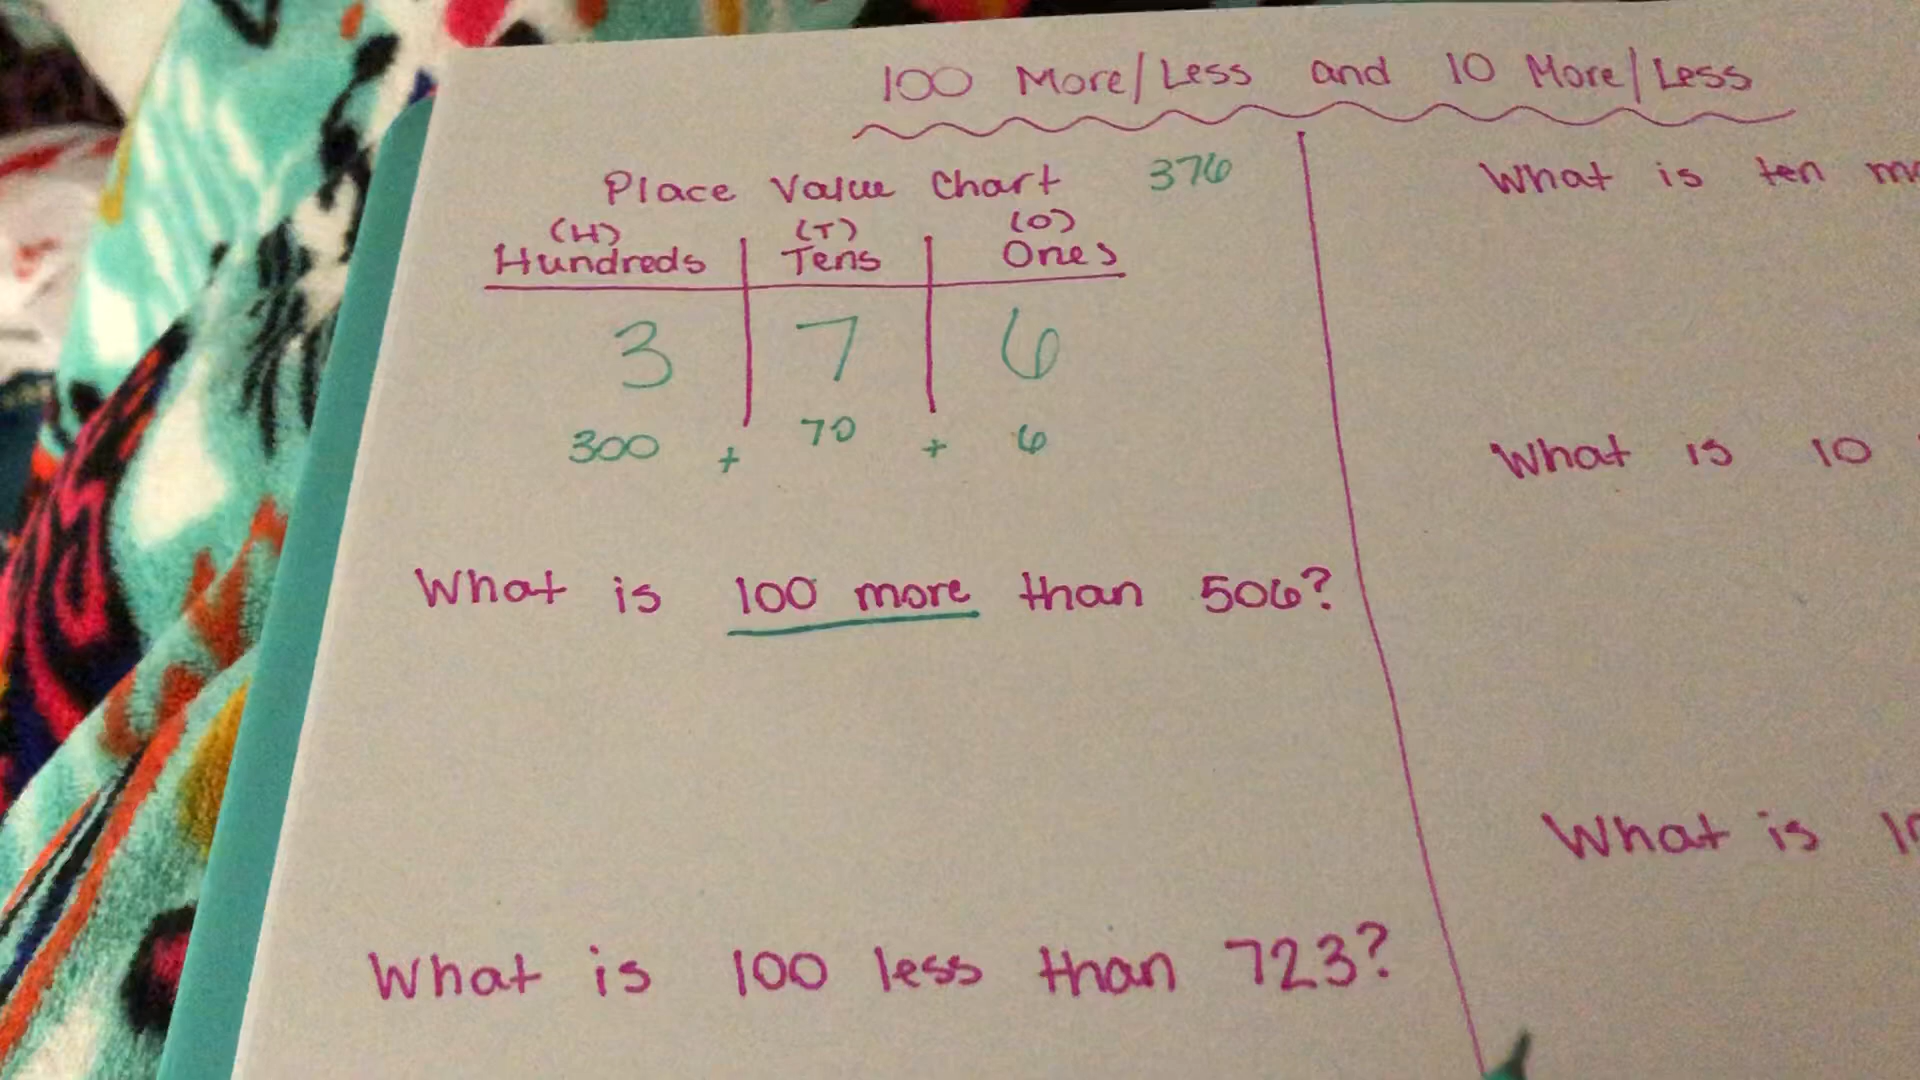 100 More/Less and 10 More/Less
Place Value Chart 376
(H) (T) (O)
Hundreds Tens Ones
3 7 6
300 + 70 + 6
What is 100 more than 506?
What is 100 less than 723?
What is ten
What is 10
What is